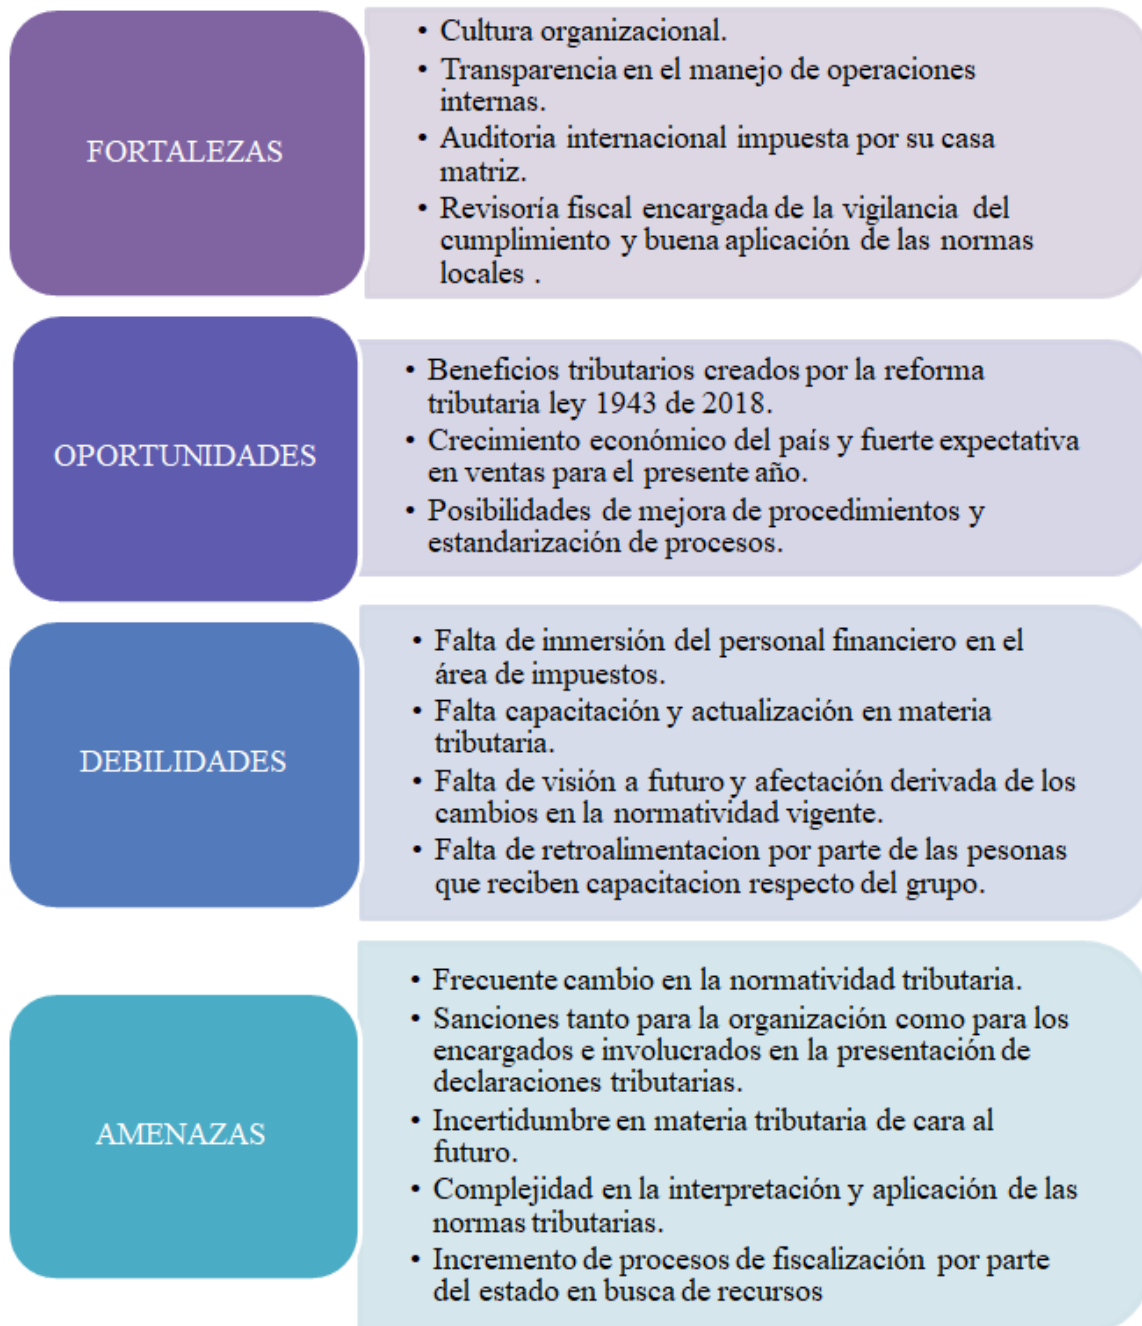 FORTALEZAS
• Cultura organizacional.
• Transparencia en el manejo de operaciones
internas.
• Auditoria internacional impuesta por su casa
matriz.
• Revisoría fiscal encargada de la vigilancia del
cumplimiento y buena aplicación de las normas
locales .
OPORTUNIDADES
• Beneficios tributarios creados por la reforma
tributaria ley 1943 de 2018.
• Crecimiento económico del país y fuerte expectativa
en ventas para el presente año.
• Posibilidades de mejora de procedimientos y
estandarización de procesos.
DEBILIDADES
• Falta de inmersión del personal financiero en el
área de impuestos.
• Falta capacitación y actualización en materia
tributaria.
• Falta de visión a futuro y afectación derivada de los
cambios en la normatividad vigente.
• Falta de retroalimentacion por parte de las pesonas
que reciben capacitacion respecto del grupo.
AMENAZAS
• Frecuente cambio en la normatividad tributaria.
• Sanciones tanto para la organización como para los
encargados e involucrados en la presentación de
declaraciones tributarias.
• Incertidumbre en materia tributaria de cara al
futuro.
• Complejidad en la interpretación y aplicación de las
normas tributarias.
• Incremento de procesos de fiscalización por parte
del estado en busca de recursos